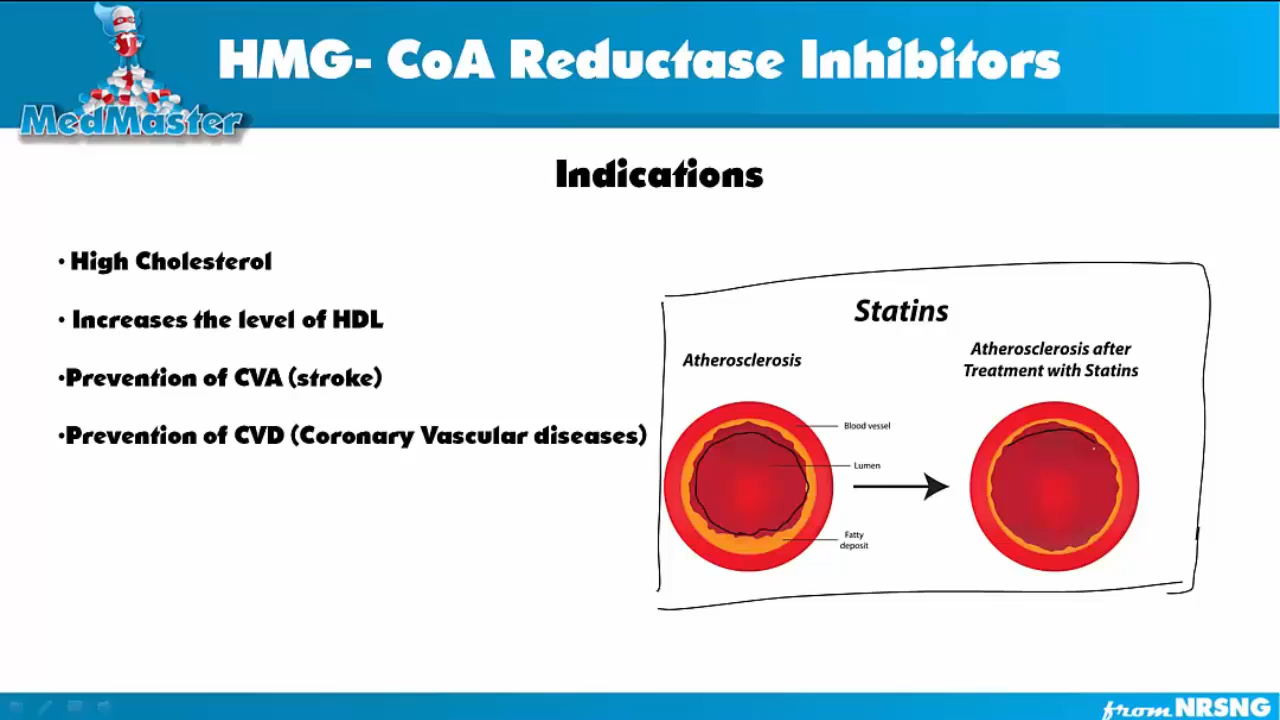 HMG- CoA Reductase Inhibitors
MedMaster
Indications
• High Cholesterol
• Increases the level of HDL
•Prevention of CVA (stroke)
•Prevention of CVD (Coronary Vascular diseases)
Statins
Atherosclerosis
Atherosclerosis after
Treatment with Statins
Blood vessel
Lumen
Fatty
deposit
from NRSNG